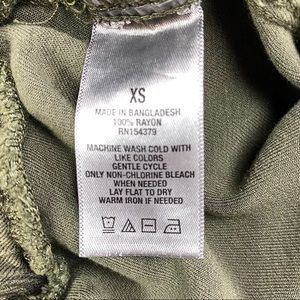 XS
MADE IN BANGLADESH
100% RAYON
RN154379
MACHINE WASH COLD WITH
LIKE COLORS
GENTLE CYCLE
ONLY NON-CHLORINE BLEACH
WHEN NEEDED
LAY FLAT TO DRY
WARM IRON IF NEEDED